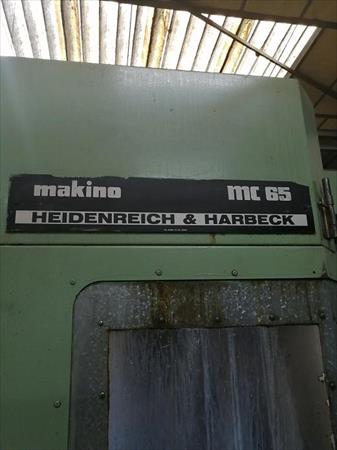 makino mc 65
HEIDENREICH & HARBECK